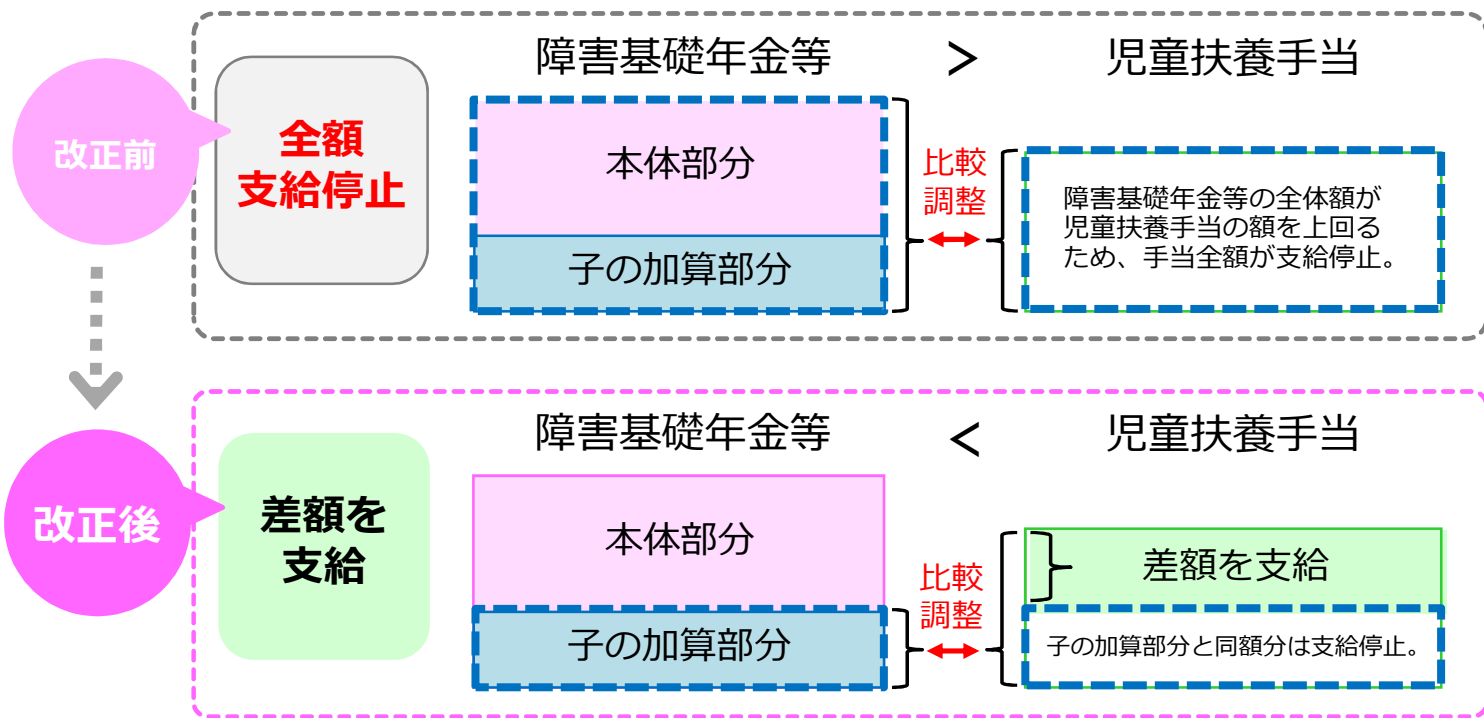 改正前
全額
支給停止
障害基礎年金等 > 児童扶養手当
本体部分
子の加算部分
比較
調整
障害基礎年金等の全体額が
児童扶養手当の額を上回る
ため、手当全額が支給停止。
改正後
差額を
支給
障害基礎年金等 < 児童扶養手当
本体部分
子の加算部分
比較
調整
差額を支給
子の加算部分と同額分は支給停止。